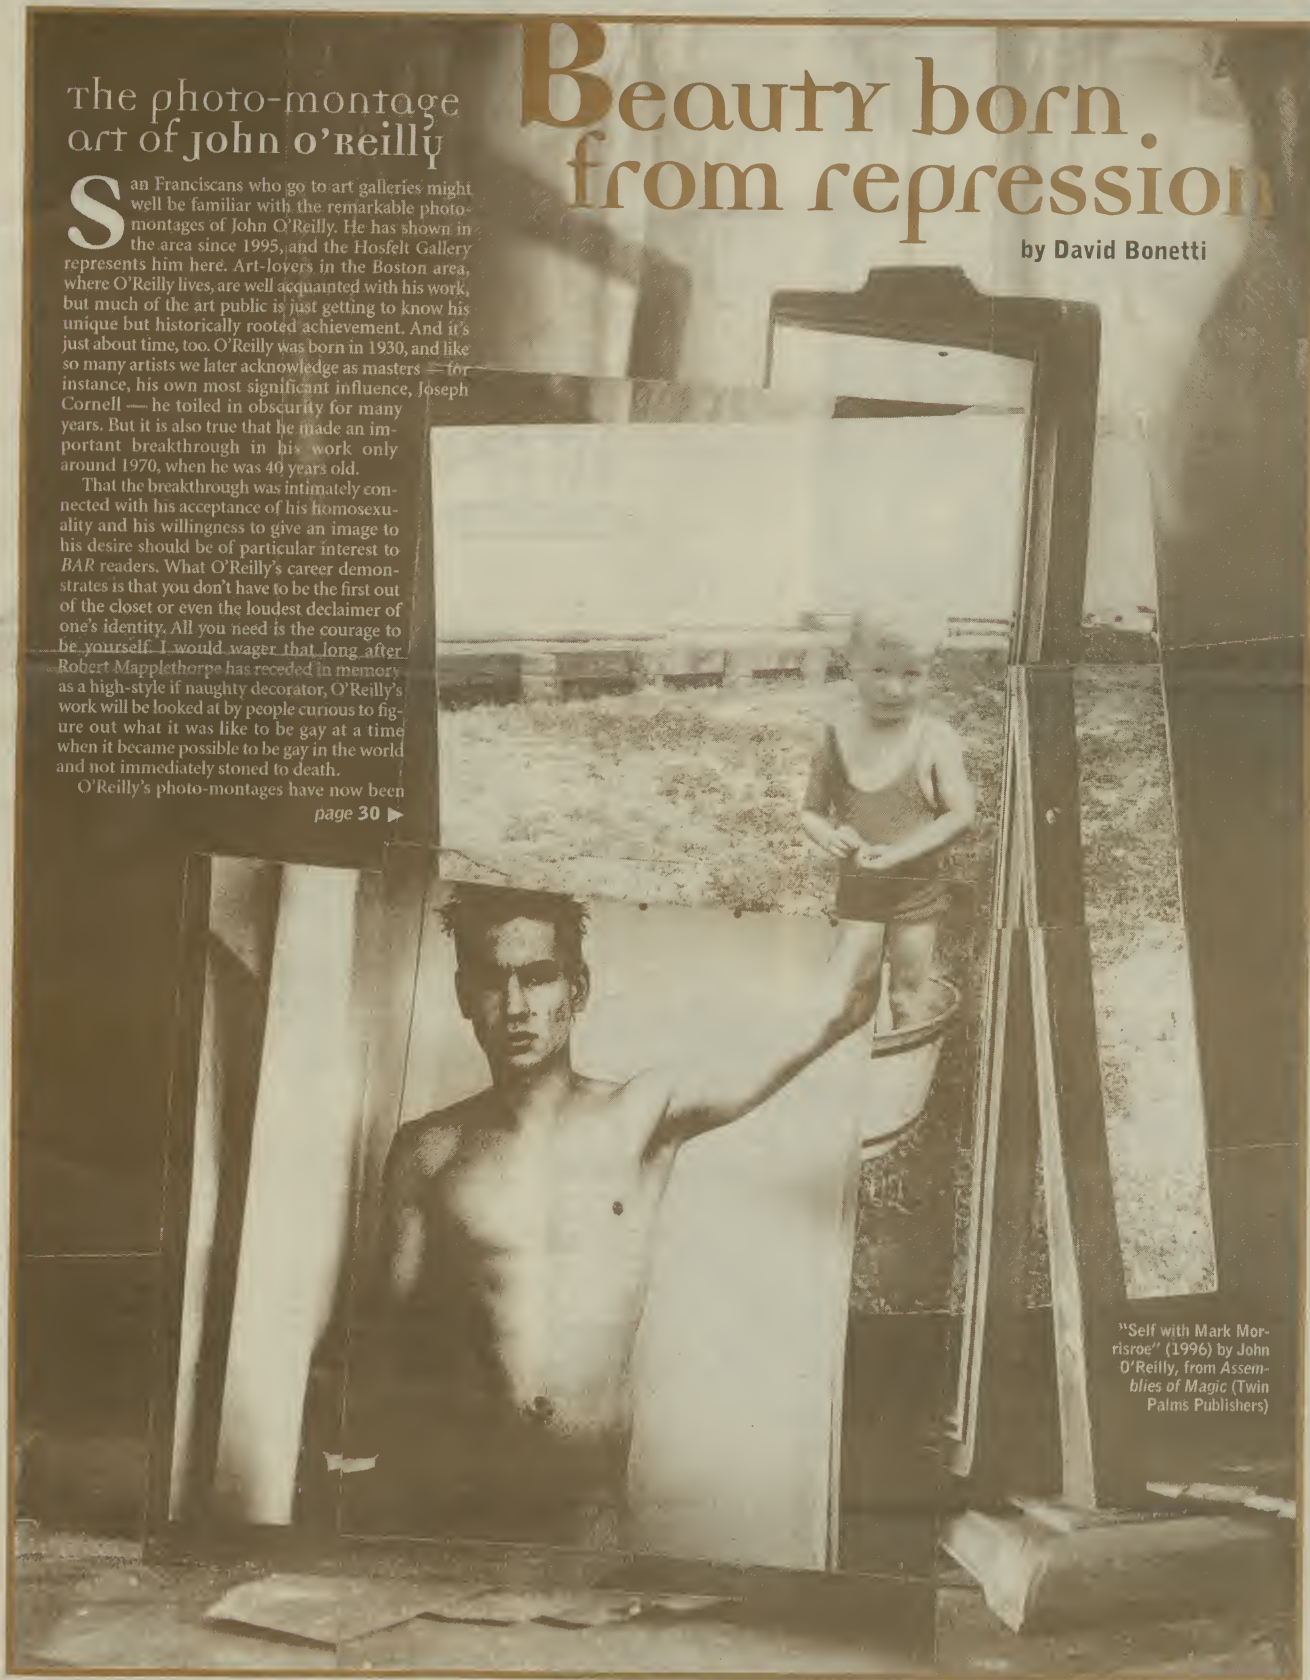 The photo-montage
art of John O'Reilly
Beauty born
from repression
by David Bonetti
San Franciscans who go to art galleries might
well be familiar with the remarkable photo-
montages of John O'Reilly. He has shown in
the area since 1995, and the Hosfelt Gallery
represents him here. Art-lovers in the Boston area,
where O'Reilly lives, are well acquainted with his work,
but much of the art public is just getting to know his
unique but historically rooted achievement. And it's
just about time, too. O'Reilly was born in 1930, and like
so many artists we later acknowledge as masters — for
instance, his own most significant influence, Joseph
Cornell — he toiled in obscurity for many
years. But it is also true that he made an im-
portant breakthrough in his work only
around 1970, when he was 40 years old.
That the breakthrough was intimately con-
nected with his acceptance of his homosexu-
ality and his willingness to give an image to
his desire should be of particular interest to
BAR readers. What O'Reilly's career demon-
strates is that you don't have to be the first out
of the closet or even the loudest declaimer of
one's identity. All you need is the courage to
be yourself. I would wager that long after
Robert Mapplethorpe has receded in memory
as a high-style if naughty decorator, O'Reilly's
work will be looked at by people curious to fig-
ure out what it was like to be gay at a time
when it became possible to be gay in the world
and not immediately stoned to death.
O'Reilly's photo-montages have now been
page 30 ▶
"Self with Mark Mor-
risroe" (1996) by John
O'Reilly, from Assem-
blies of Magic (Twin
Palms Publishers)